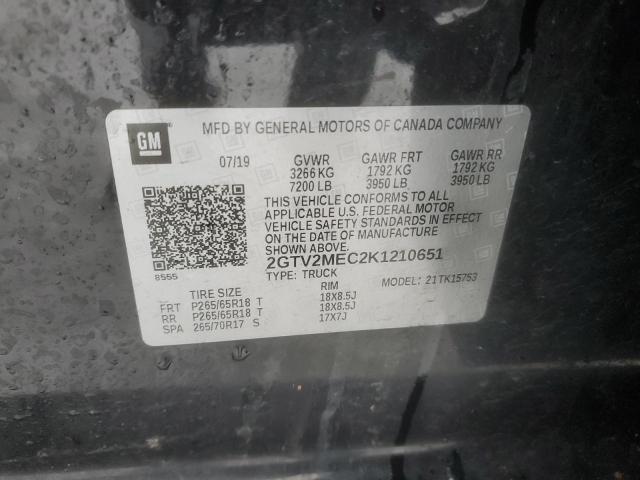 GM
MFD BY GENERAL MOTORS OF CANADA COMPANY
07/19 GVWR GAWR FRT GAWR RR
3266 KG 1792 KG 1792 KG
7200 LB 3950 LB 3950 LB
THIS VEHICLE CONFORMS TO ALL
APPLICABLE U.S. FEDERAL MOTOR
VEHICLE SAFETY STANDARDS IN EFFECT
ON THE DATE OF MANUFACTURE
SHOWN ABOVE.
2GTV2MEC2K1210651
8555 TYPE: TRUCK MODEL: 21 TK15753
TIRE SIZE RIM
FRT P265/65R18 T 18X8.5J
RR P265/65R18 T 18X8.5J
SPA 265/70R17 S 17X7J